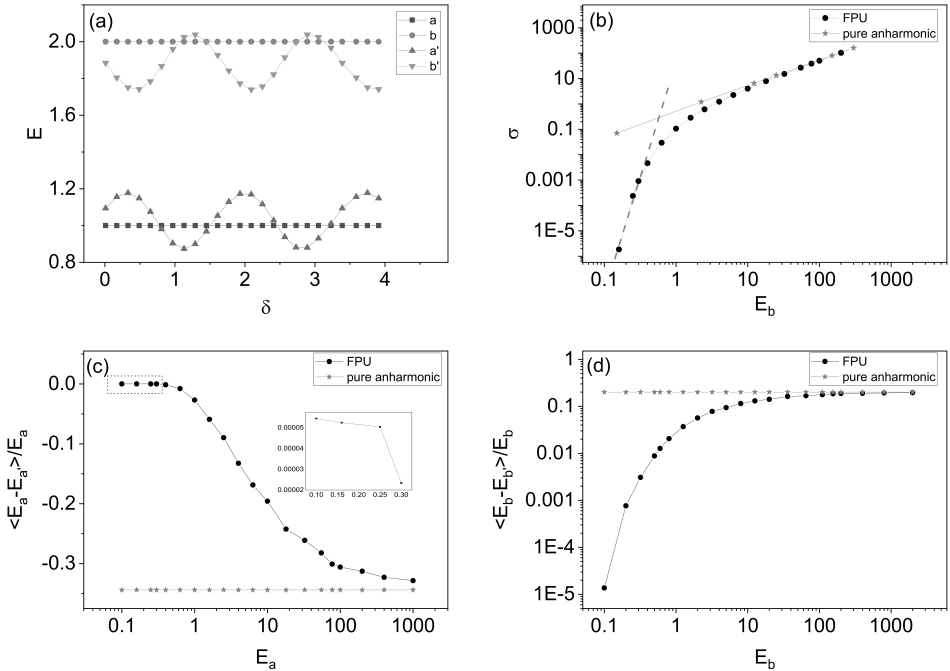 (a)
a
b
a'
b'
2.0
1.6
1.2
0.8
E
0 1 2 3 4
δ
(b)
FPU
pure anharmonic
1000
10
0.1
0.001
1E-5
σ
0.1 1 10 100 1000
E_b
(c)
FPU
pure anharmonic
0.0
-0.1
-0.2
-0.3
<E_a-E_a'>/E_a
0.00005
0.00004
0.00003
0.00002
0.10 0.15 0.20 0.25 0.30
0.1 1 10 100 1000
E_a
(d)
FPU
pure anharmonic
1
0.1
0.01
0.001
1E-4
1E-5
<E_b-E_b'>/E_b
0.1 1 10 100 1000
E_b